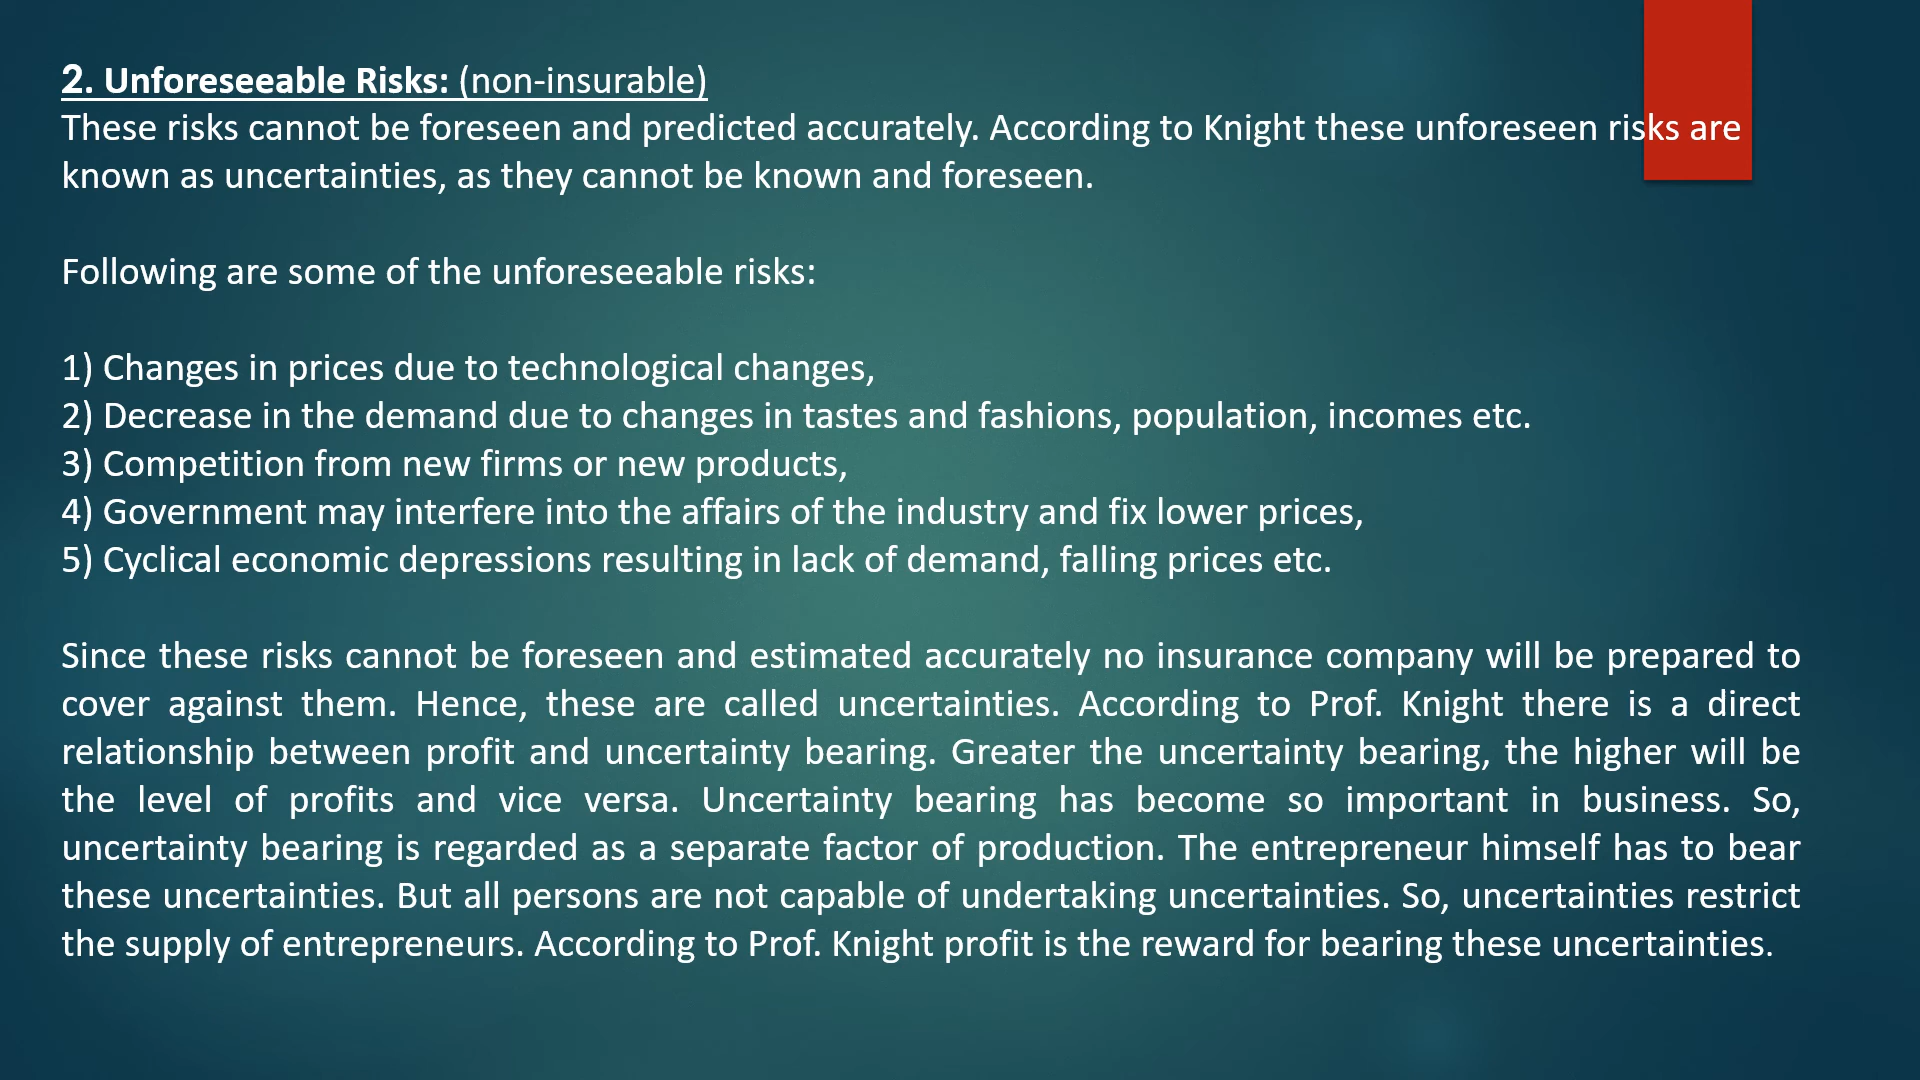 2. Unforeseeable Risks: (non-insurable)
These risks cannot be foreseen and predicted accurately. According to Knight these unforeseen risks are
known as uncertainties, as they cannot be known and foreseen.
Following are some of the unforeseeable risks:
1) Changes in prices due to technological changes,
2) Decrease in the demand due to changes in tastes and fashions, population, incomes etc.
3) Competition from new firms or new products,
4) Government may interfere into the affairs of the industry and fix lower prices,
5) Cyclical economic depressions resulting in lack of demand, falling prices etc.
Since these risks cannot be foreseen and estimated accurately no insurance company will be prepared to
cover against them. Hence, these are called uncertainties. According to Prof. Knight there is a direct
relationship between profit and uncertainty bearing. Greater the uncertainty bearing, the higher will be
the level of profits and vice versa. Uncertainty bearing has become so important in business. So,
uncertainty bearing is regarded as a separate factor of production. The entrepreneur himself has to bear
these uncertainties. But all persons are not capable of undertaking uncertainties. So, uncertainties restrict
the supply of entrepreneurs. According to Prof. Knight profit is the reward for bearing these uncertainties.